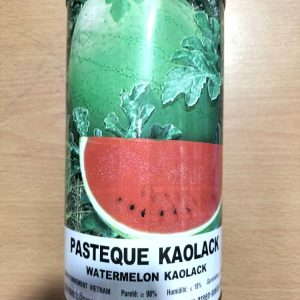 PASTEQUE KAOLACK
WATERMELON KAOLACK
VIETNAM Pureté: ≥ 98% Humidité: ≤ 10%